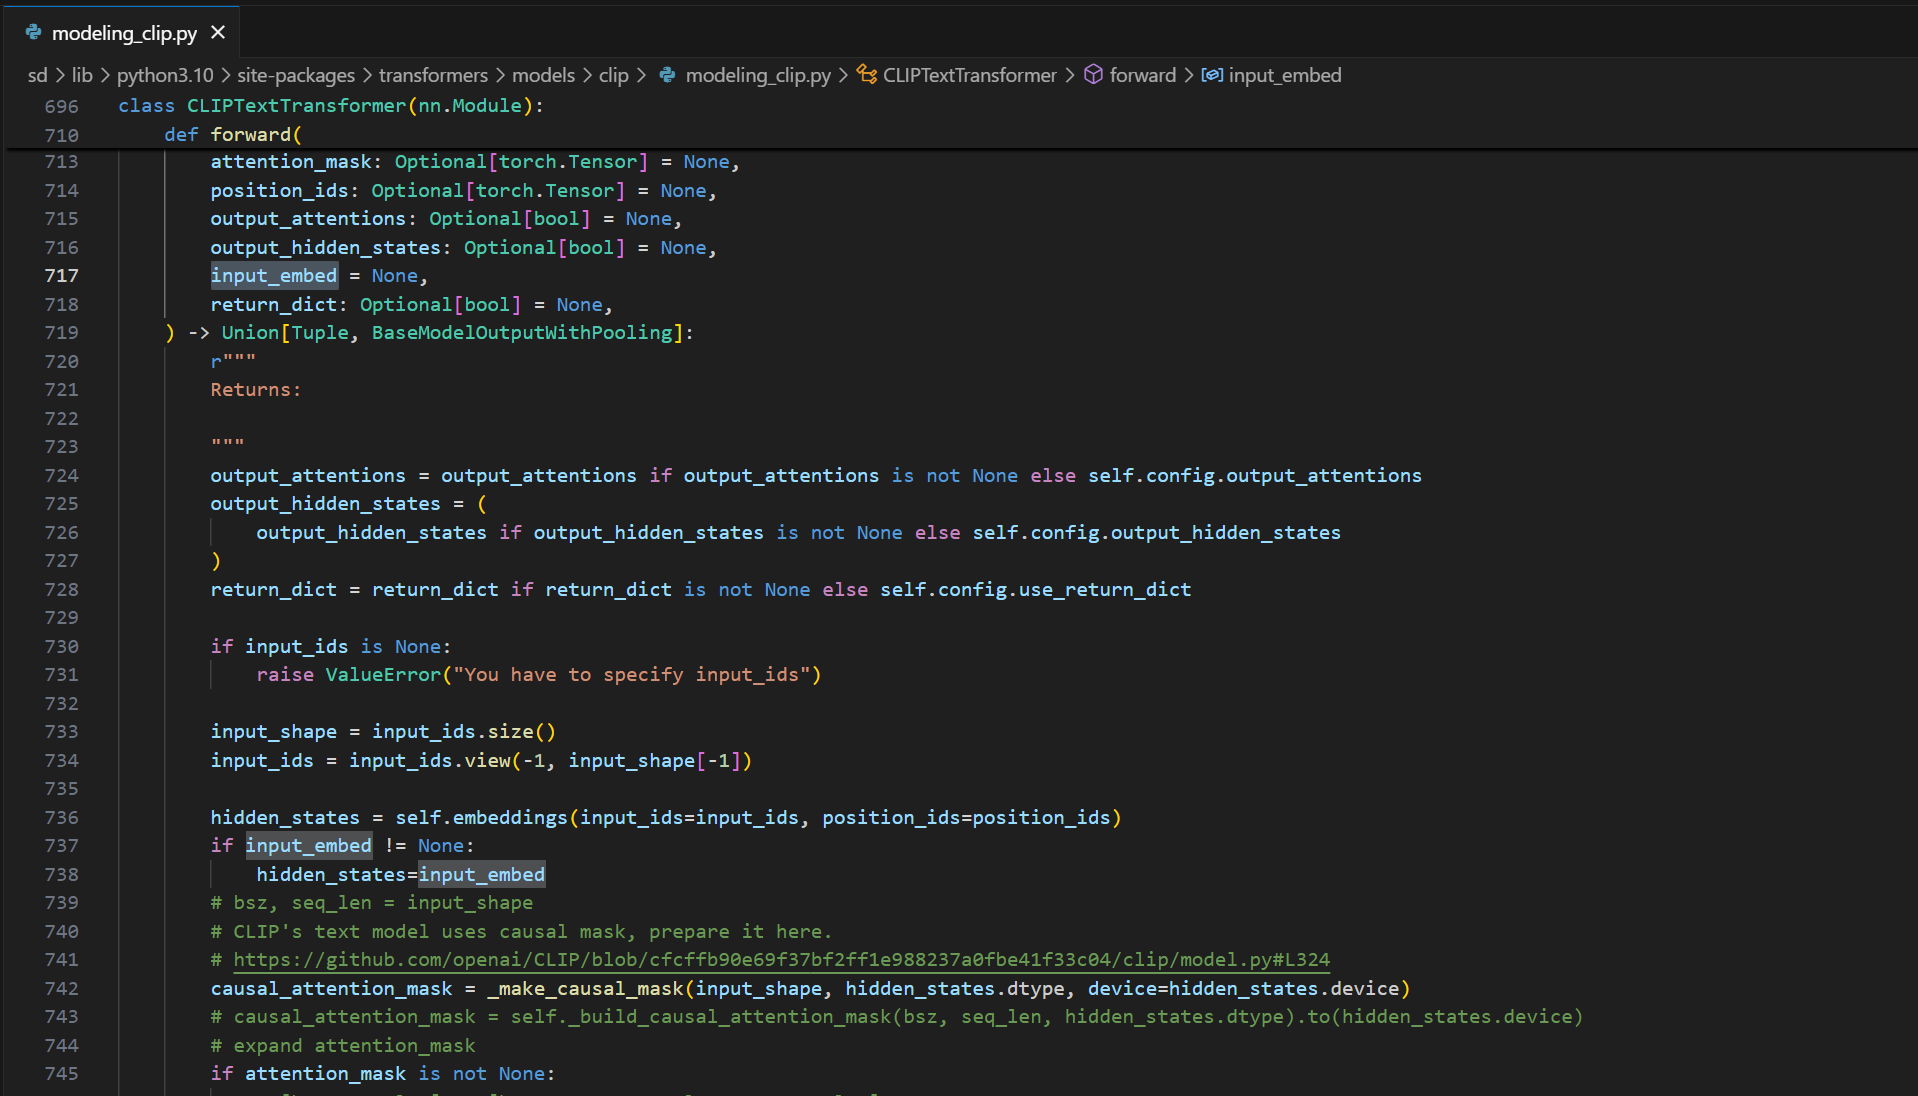 modeling_clip.py
sd > lib > python3.10 > site-packages > transformers > models > clip > modeling_clip.py > CLIPTextTransformer > forward > input_embed
696 class CLIPTextTransformer(nn.Module):
710 def forward(
713 attention_mask: Optional[torch.Tensor] = None,
714 position_ids: Optional[torch.Tensor] = None,
715 output_attentions: Optional[bool] = None,
716 output_hidden_states: Optional[bool] = None,
717 input_embed = None,
718 return_dict: Optional[bool] = None,
719 ) -> Union[Tuple, BaseModelOutputWithPooling]:
720 r"""
721 Returns:
722
723 """
724 output_attentions = output_attentions if output_attentions is not None else self.config.output_attentions
725 output_hidden_states = (
726 output_hidden_states if output_hidden_states is not None else self.config.output_hidden_states
727 )
728 return_dict = return_dict if return_dict is not None else self.config.use_return_dict
729
730 if input_ids is None:
731 raise ValueError("You have to specify input_ids")
732
733 input_shape = input_ids.size()
734 input_ids = input_ids.view(-1, input_shape[-1])
735
736 hidden_states = self.embeddings(input_ids=input_ids, position_ids=position_ids)
737 if input_embed != None:
738 hidden_states=input_embed
739 # bsz, seq_len = input_shape
740 # CLIP's text model uses causal mask, prepare it here.
741 # https://github.com/openai/CLIP/blob/cfcffb90e69f37bf2ff1e988237a0fbe41f33c04/clip/model.py#L324
742 causal_attention_mask = _make_causal_mask(input_shape, hidden_states.dtype, device=hidden_states.device)
743 # causal_attention_mask = self._build_causal_attention_mask(bsz, seq_len, hidden_states.dtype).to(hidden_states.device)
744 # expand attention_mask
745 if attention_mask is not None: